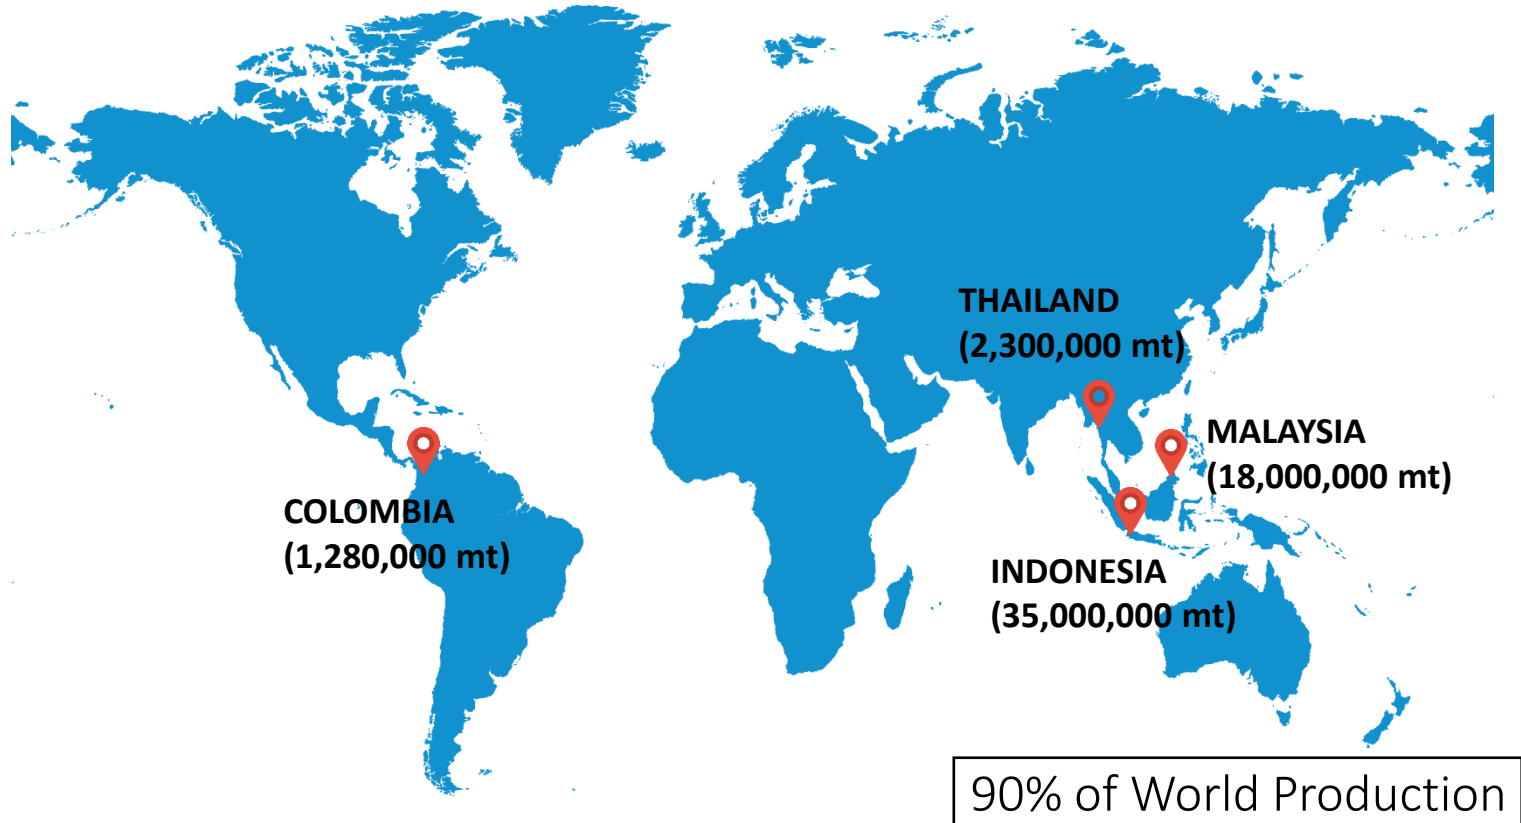 THAILAND
(2,300,000 mt)
MALAYSIA
(18,000,000 mt)
COLOMBIA
(1,280,000 mt)
INDONESIA
(35,000,000 mt)
90% of World Production